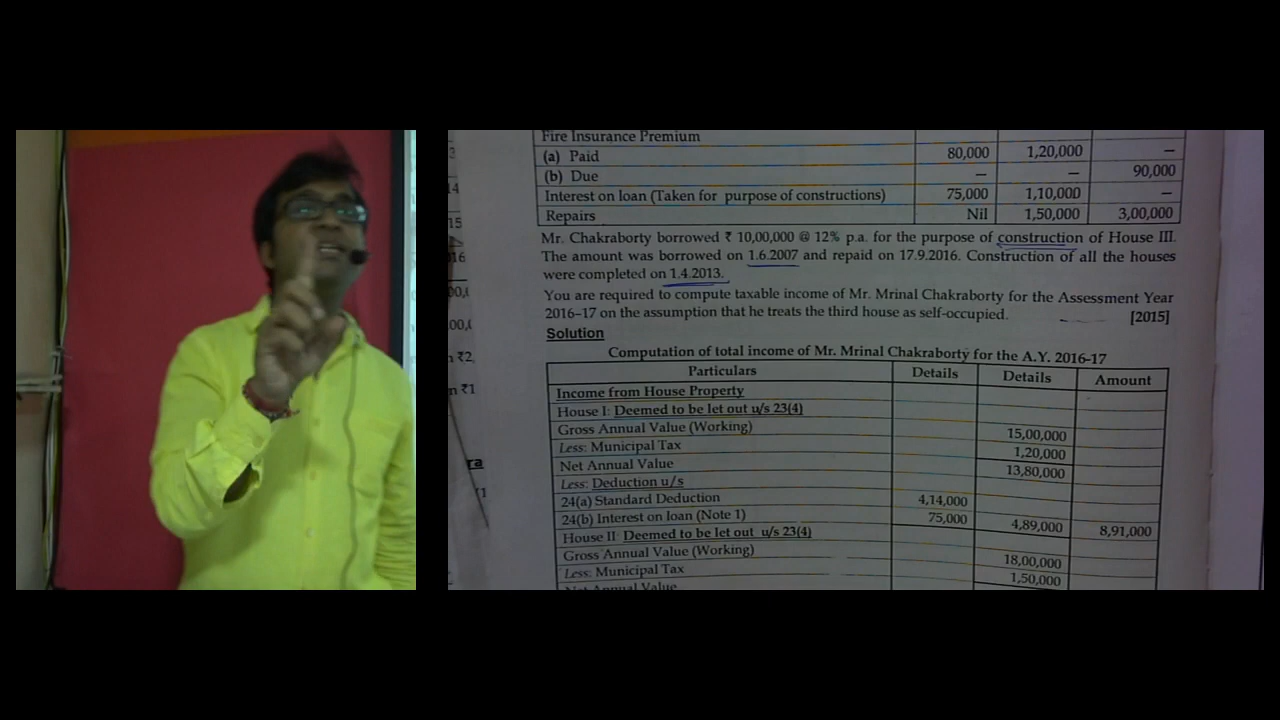 Fire Insurance Premium
(a) Paid 80,000 1,20,000 —
(b) Due — — 90,000
Interest on loan (Taken for purpose of constructions) 75,000 1,10,000 —
Repairs Nil 1,50,000 3,00,000
Mr. Chakraborty borrowed ₹ 10,00,000 @ 12% p.a. for the purpose of construction of House III.
The amount was borrowed on 1.6.2007 and repaid on 17.9.2016. Construction of all the houses
were completed on 1.4.2013.
You are required to compute taxable income of Mr. Mrinal Chakraborty for the Assessment Year
2016–17 on the assumption that he treats the third house as self-occupied. [2015]
Solution
Computation of total income of Mr. Mrinal Chakraborty for the A.Y. 2016-17
Particulars Details Details Amount
Income from House Property
House I: Deemed to be let out u/s 23(4)
Gross Annual Value (Working) 15,00,000
Less: Municipal Tax 1,20,000
Net Annual Value 13,80,000
Less: Deduction u/s
24(a) Standard Deduction 4,14,000
24(b) Interest on loan (Note 1) 75,000 4,89,000 8,91,000
House II: Deemed to be let out u/s 23(4)
Gross Annual Value (Working) 18,00,000
Less: Municipal Tax 1,50,000
Net Annual Value